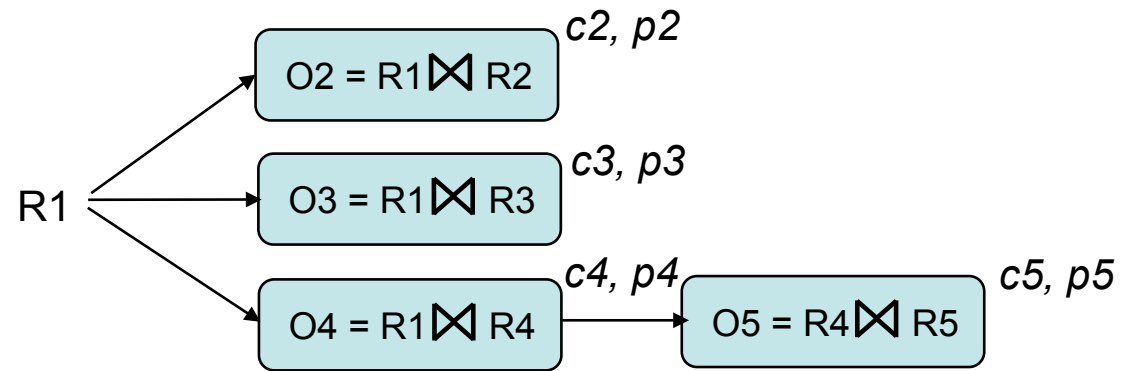 c2, p2
O2 = R1 ⋈ R2
c3, p3
R1
O3 = R1 ⋈ R3
c4, p4
c5, p5
O4 = R1 ⋈ R4
O5 = R4 ⋈ R5